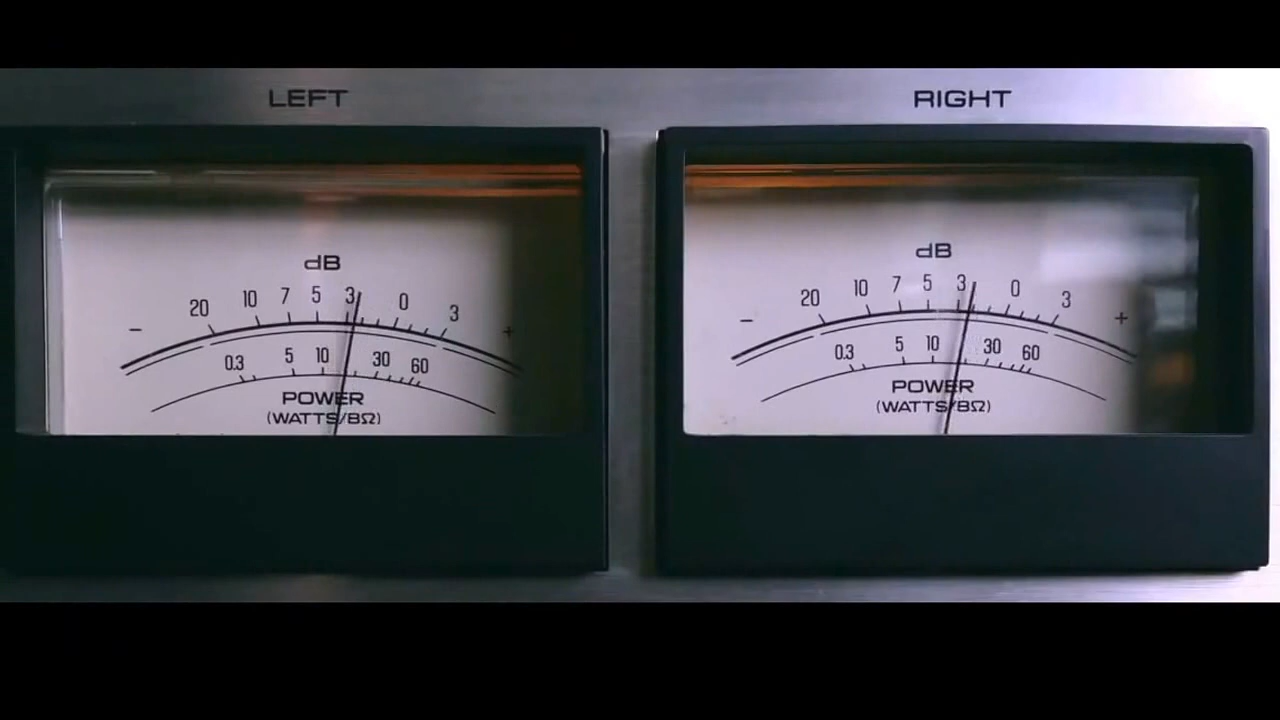 LEFT
dB
20 10 7 5 3 0 3
- +
0.3 5 10 30 60
POWER
(WATTS/8Ω)
RIGHT
dB
20 10 7 5 3 0 3
- +
0.3 5 10 30 60
POWER
(WATTS/8Ω)